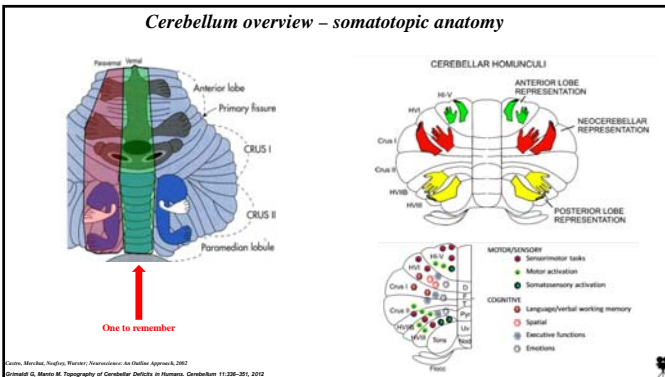 Cerebellum overview – somatotopic anatomy
Paravermal Vermal
Anterior lobe
Primary fissure
CRUS I
CRUS II
Paramedian lobule
One to remember
CEREBELLAR HOMUNCULI
HI-V
ANTERIOR LOBE
REPRESENTATION
HVI
NEOCEREBELLAR
REPRESENTATION
Crus I
Crus II
HVIIB
HVIII
POSTERIOR LOBE
REPRESENTATION
HI-V
HVI
Crus I
Crus II
HVIIB
HVIII
Tons
Flocc
D
F
T
Pyr
Uv
Nod
MOTOR/SENSORY
Sensorimotor tasks
Motor activation
Somatosensory activation
COGNITIVE
Language/verbal working memory
Spatial
Executive functions
Emotions
Castro, Merchut, Neafsey, Wurster; Neuroscience: An Outline Approach, 2002
Grimaldi G, Manto M. Topography of Cerebellar Deficits in Humans. Cerebellum 11:336–351, 2012